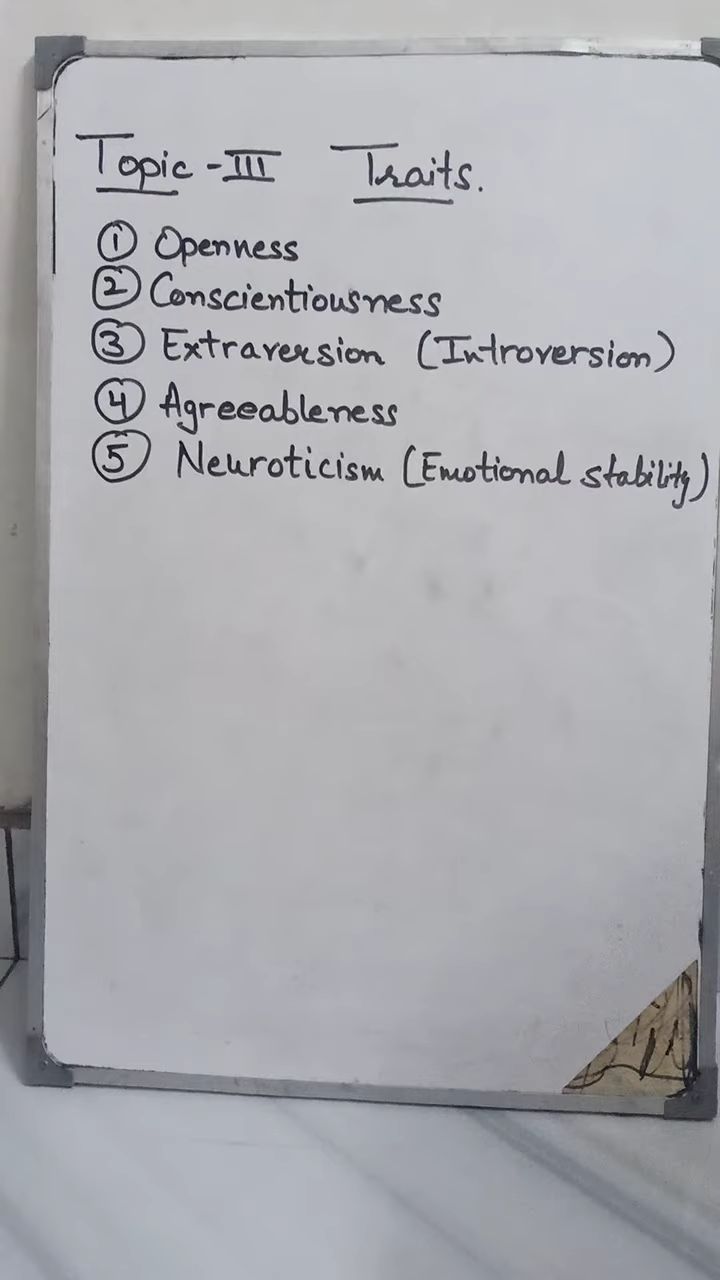 Topic - III Traits.
① Openness
② Conscientiousness
③ Extraversion (Introversion)
④ Agreeableness
⑤ Neuroticism (Emotional stability)